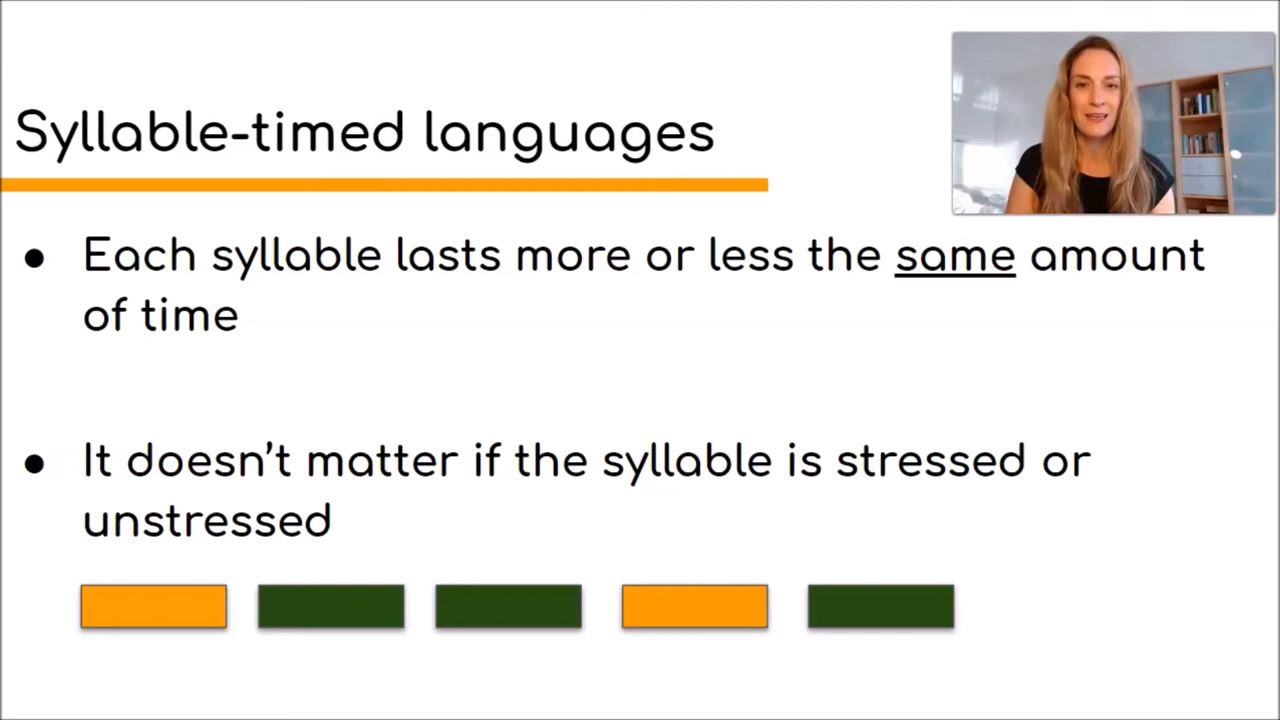 Syllable-timed languages
● Each syllable lasts more or less the same amount
of time
● It doesn't matter if the syllable is stressed or
unstressed